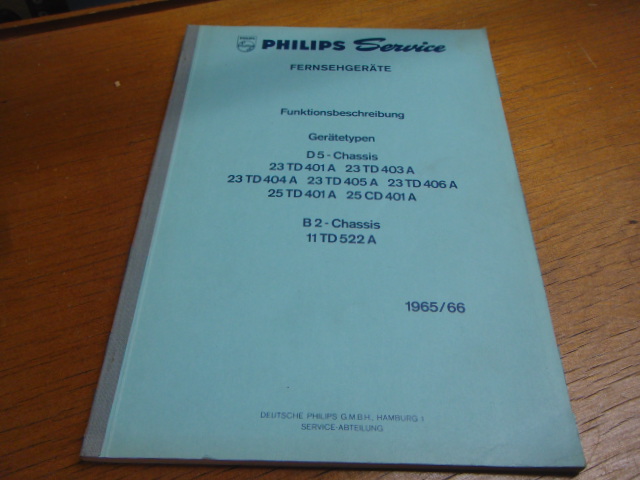 PHILIPS Service
FERNSEHGERÄTE
Funktionsbeschreibung
Gerätetypen
D 5 - Chassis
23 TD 401 A 23 TD 403 A
23 TD 404 A 23 TD 405 A 23 TD 406 A
25 TD 401 A 25 CD 401 A
B 2 - Chassis
11 TD 522 A
1965/66
DEUTSCHE PHILIPS G.M.B.H., HAMBURG 1
SERVICE-ABTEILUNG